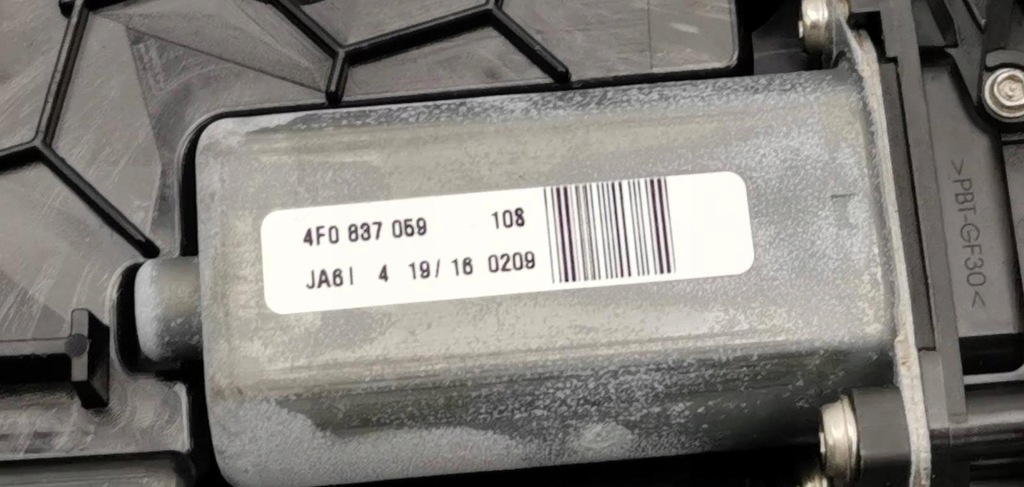 4F0 837 059 108
JA6I 4 19/ 16 0209
>PBT-GF30<